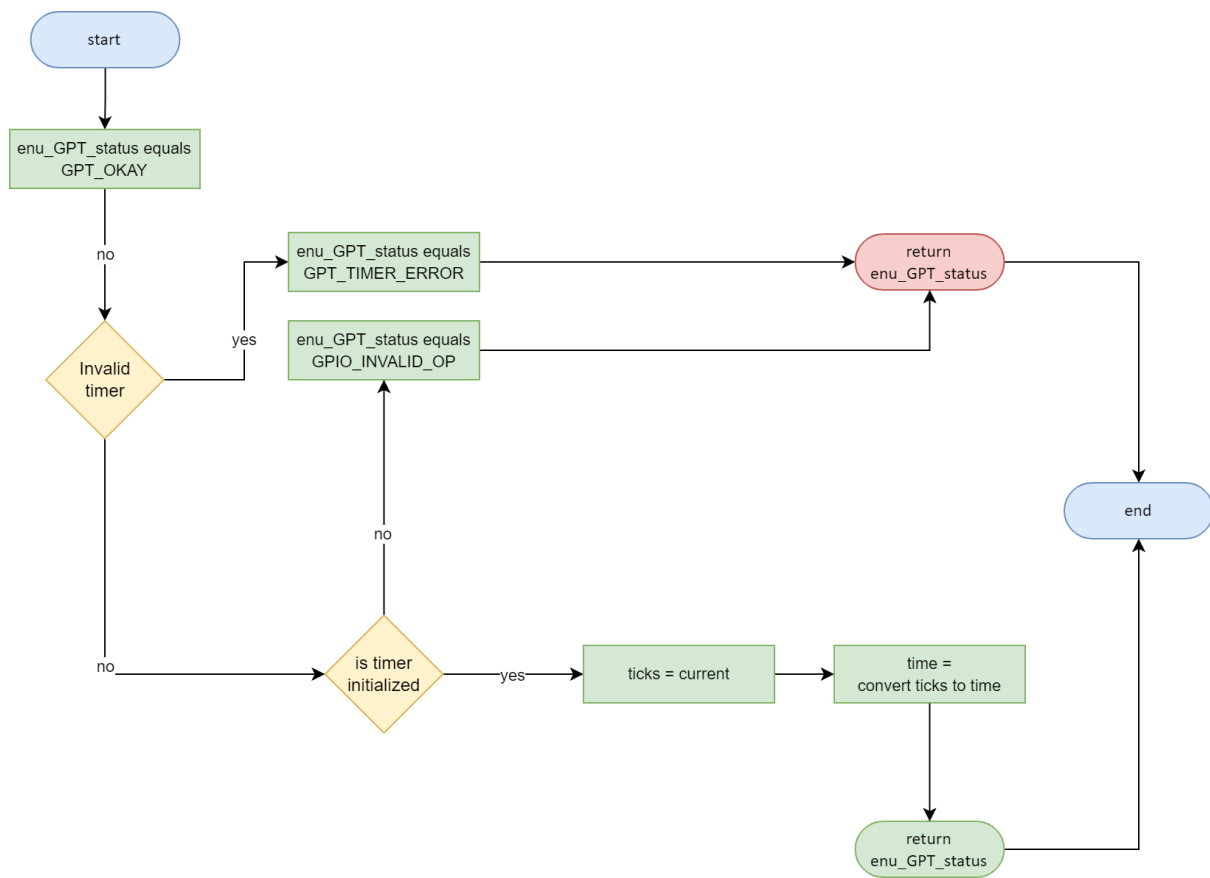 start
enu_GPT_status equals
GPT_OKAY
no
enu_GPT_status equals
GPT_TIMER_ERROR
return
enu_GPT_status
yes
enu_GPT_status equals
GPIO_INVALID_OP
Invalid
timer
end
no
no
is timer
initialized
yes
ticks = current
time =
convert ticks to time
return
enu_GPT_status